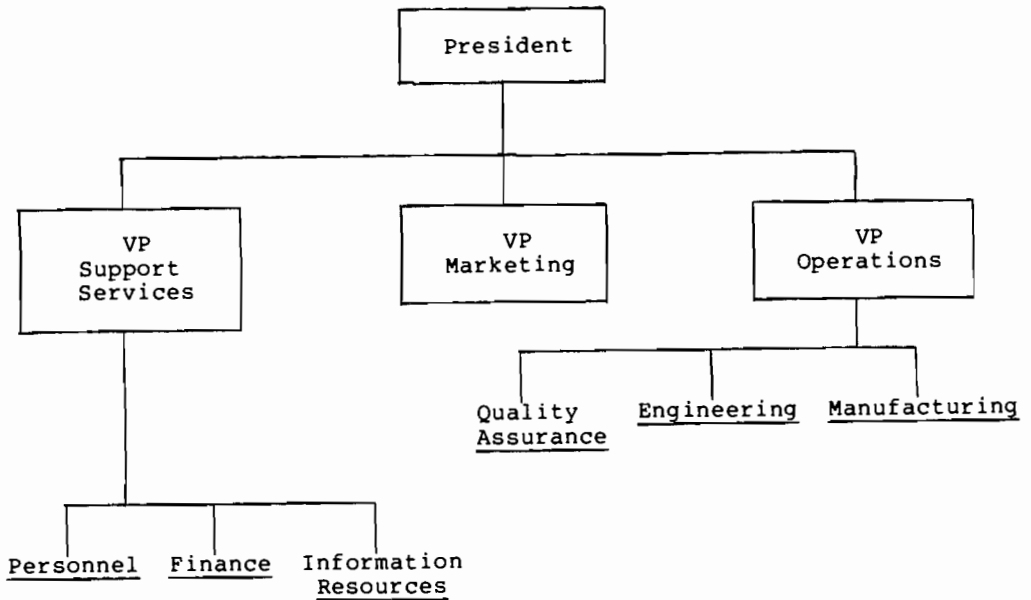 President
VP
Support
Services
VP
Marketing
VP
Operations
Quality
Assurance
Engineering
Manufacturing
Personnel
Finance
Information
Resources